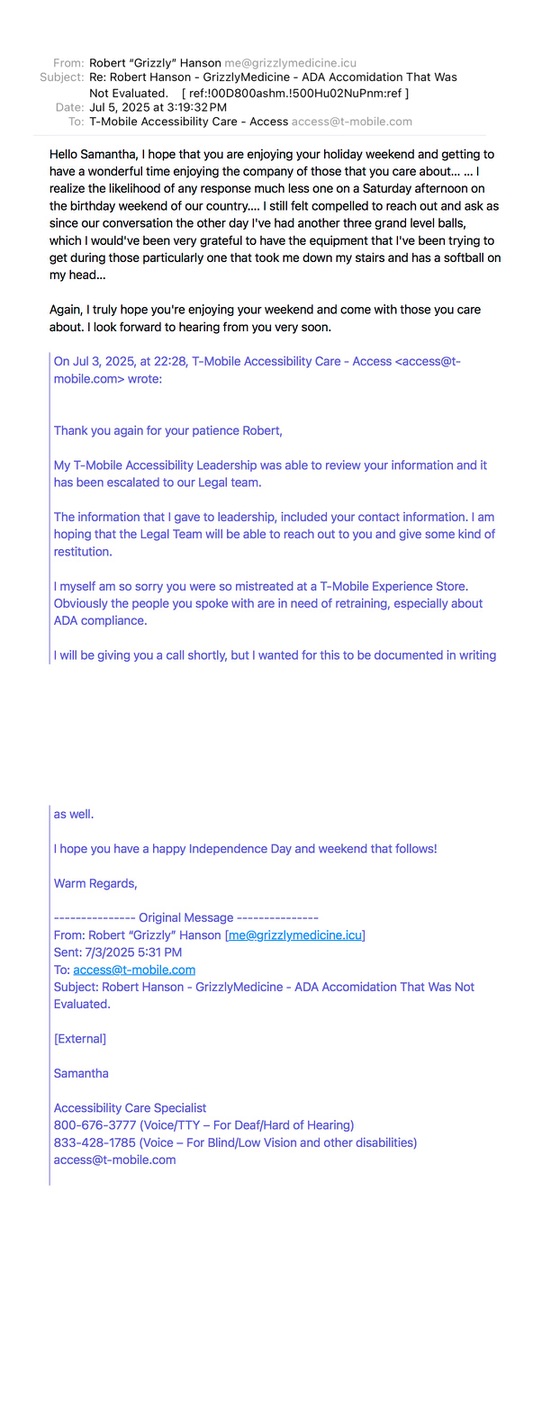 From: Robert “Grizzly” Hanson me@grizzlymedicine.icu
Subject: Re: Robert Hanson - GrizzlyMedicine - ADA Accomidation That Was
Not Evaluated. [ ref:!00D800ashm.!500Hu02NuPnm:ref ]
Date: Jul 5, 2025 at 3:19:32 PM
To: T-Mobile Accessibility Care - Access access@t-mobile.com
Hello Samantha, I hope that you are enjoying your holiday weekend and getting to
have a wonderful time enjoying the company of those that you care about... ... I
realize the likelihood of any response much less one on a Saturday afternoon on
the birthday weekend of our country.... I still felt compelled to reach out and ask as
since our conversation the other day I've had another three grand level balls,
which I would've been very grateful to have the equipment that I've been trying to
get during those particularly one that took me down my stairs and has a softball on
my head...
Again, I truly hope you're enjoying your weekend and come with those you care
about. I look forward to hearing from you very soon.
On Jul 3, 2025, at 22:28, T-Mobile Accessibility Care - Access <access@t-
mobile.com> wrote:
Thank you again for your patience Robert,
My T-Mobile Accessibility Leadership was able to review your information and it
has been escalated to our Legal team.
The information that I gave to leadership, included your contact information. I am
hoping that the Legal Team will be able to reach out to you and give some kind of
restitution.
I myself am so sorry you were so mistreated at a T-Mobile Experience Store.
Obviously the people you spoke with are in need of retraining, especially about
ADA compliance.
I will be giving you a call shortly, but I wanted for this to be documented in writing
as well.
I hope you have a happy Independence Day and weekend that follows!
Warm Regards,
--------------- Original Message ---------------
From: Robert “Grizzly” Hanson [me@grizzlymedicine.icu]
Sent: 7/3/2025 5:31 PM
To: access@t-mobile.com
Subject: Robert Hanson - GrizzlyMedicine - ADA Accomidation That Was Not
Evaluated.
[External]
Samantha
Accessibility Care Specialist
800-676-3777 (Voice/TTY – For Deaf/Hard of Hearing)
833-428-1785 (Voice – For Blind/Low Vision and other disabilities)
access@t-mobile.com